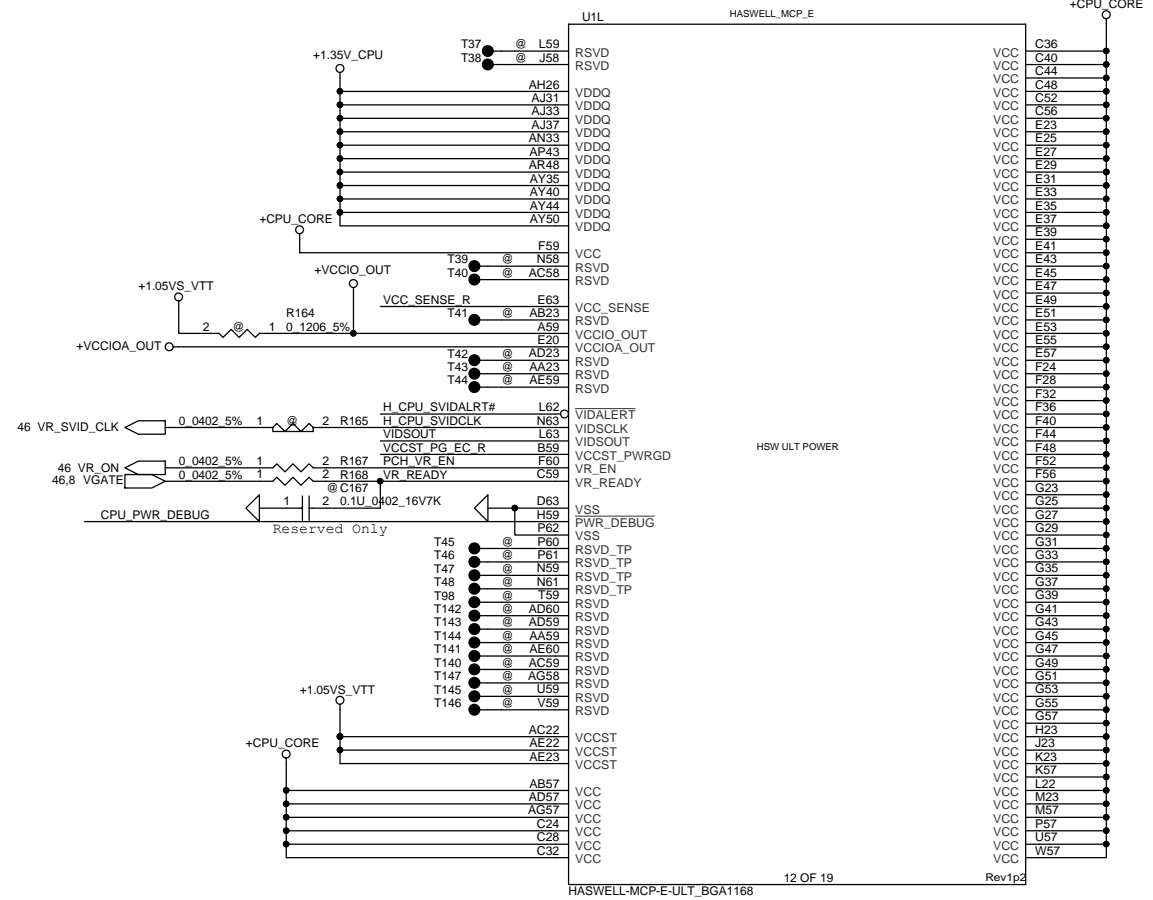 +CPU_CORE
U1L HASWELL_MCP_E
T37 @ L59 RSVD VCC C36
T38 @ J58 RSVD VCC C40
+1.35V_CPU
VCC C44
AH26 VDDQ VCC C48
AJ31 VDDQ VCC C52
AJ33 VDDQ VCC C56
AJ37 VDDQ VCC E23
AN33 VDDQ VCC E25
AP43 VDDQ VCC E27
AR48 VDDQ VCC E29
AY35 VDDQ VCC E31
AY40 VDDQ VCC E33
AY44 VDDQ VCC E35
AY50 VDDQ VCC E37
+CPU_CORE
VCC E39
F59 VCC VCC E41
T39 @ N58 RSVD VCC E43
T40 @ AC58 RSVD VCC E45
+VCCIO_OUT
VCC E47
+1.05VS_VTT
VCC_SENSE_R E63 VCC_SENSE VCC E49
T41 @ AB23 RSVD VCC E51
R164
2 @ 1 0_1206_5% A59 VCCIO_OUT VCC E53
+VCCIOA_OUT E20 VCCIOA_OUT VCC E55
T42 @ AD23 RSVD VCC E57
T43 @ AA23 RSVD VCC F24
T44 @ AE59 RSVD VCC F28
VCC F32
H_CPU_SVIDALRT# L62 VIDALERT VCC F36
46 VR_SVID_CLK 0_0402_5% 1 @ 2 R165 H_CPU_SVIDCLK N63 VIDSCLK VCC F40
VIDSOUT L63 VIDSOUT VCC F44
HSW ULT POWER
VCCST_PG_EC_R B59 VCCST_PWRGD VCC F48
46 VR_ON 0_0402_5% 1 2 R167 PCH_VR_EN F60 VR_EN VCC F52
46,8 VGATE 0_0402_5% 1 2 R168 VR_READY C59 VR_READY VCC F56
@ C167
VCC G23
1 2 0.1U_0402_16V7K D63 VSS VCC G25
CPU_PWR_DEBUG H59 PWR_DEBUG VCC G27
Reserved Only
P62 VSS VCC G29
T45 @ P60 RSVD_TP VCC G31
T46 @ P61 RSVD_TP VCC G33
T47 @ N59 RSVD_TP VCC G35
T48 @ N61 RSVD_TP VCC G37
T98 @ T59 RSVD VCC G39
T142 @ AD60 RSVD VCC G41
T143 @ AD59 RSVD VCC G43
T144 @ AA59 RSVD VCC G45
T141 @ AE60 RSVD VCC G47
T140 @ AC59 RSVD VCC G49
T147 @ AG58 RSVD VCC G51
T145 @ U59 RSVD VCC G53
T146 @ V59 RSVD VCC G55
+1.05VS_VTT
VCC G57
AC22 VCCST VCC H23
AE22 VCCST VCC J23
AE23 VCCST VCC K23
+CPU_CORE
VCC K57
AB57 VCC VCC L22
AD57 VCC VCC M23
AG57 VCC VCC M57
C24 VCC VCC P57
C28 VCC VCC U57
C32 VCC VCC W57
12 OF 19 Rev1p2
HASWELL-MCP-E-ULT_BGA1168